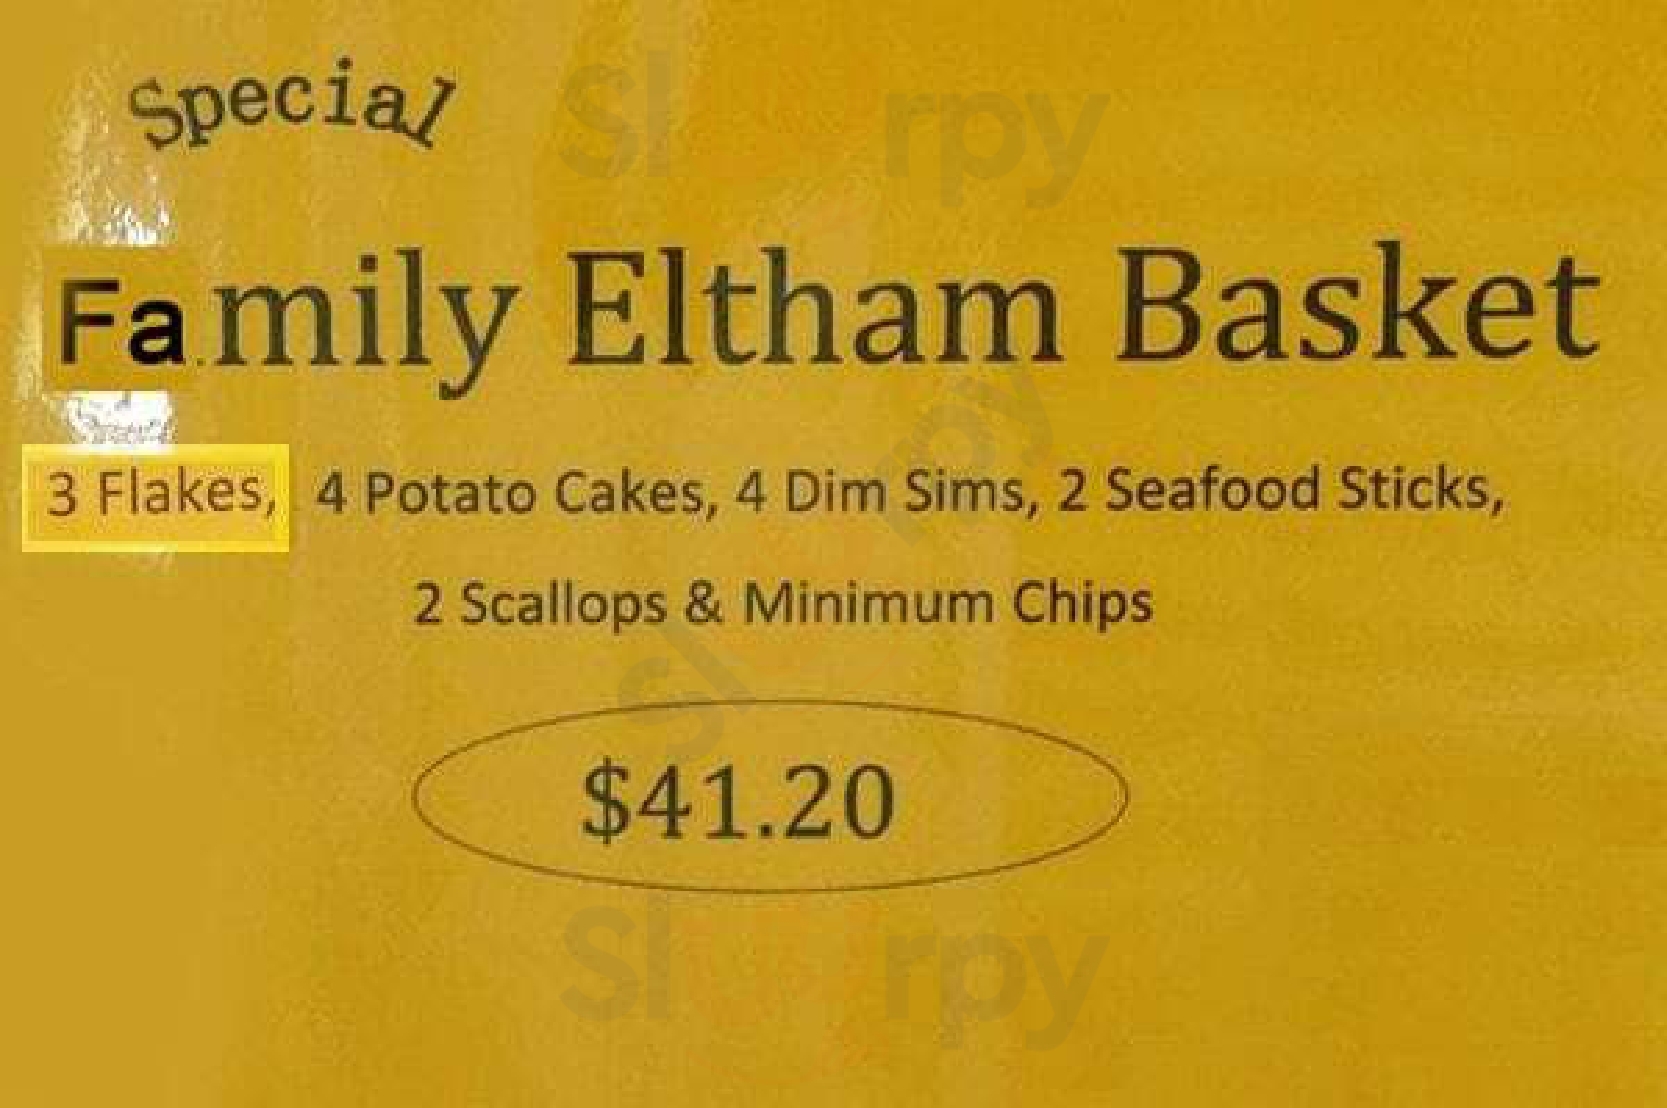 Special
Family Eltham Basket
3 Flakes, 4 Potato Cakes, 4 Dim Sims, 2 Seafood Sticks,
2 Scallops & Minimum Chips
$41.20